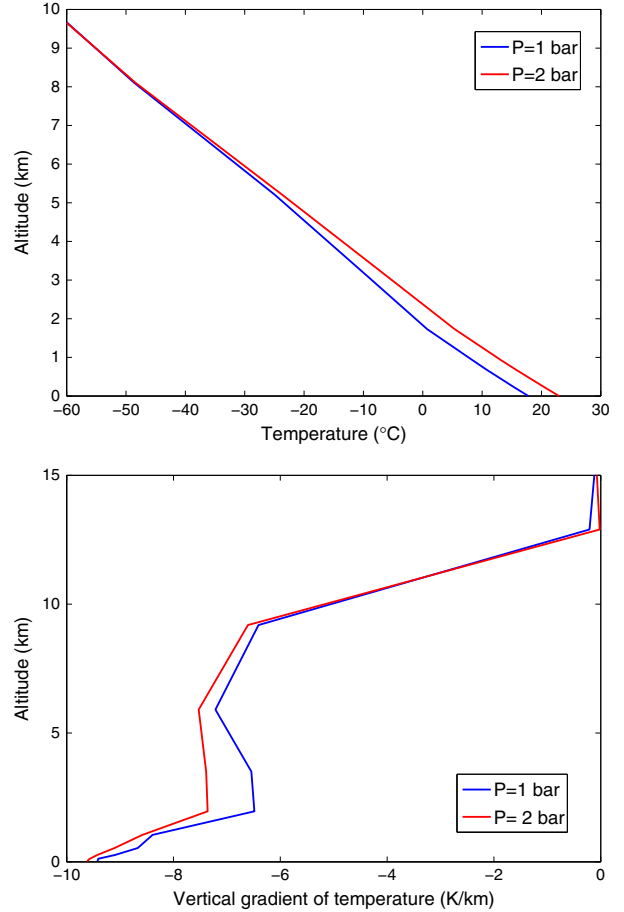 10
9
8
7
6
5
4
3
2
1
0
Altitude (km)
P=1 bar
P=2 bar
−60 −50 −40 −30 −20 −10 0 10 20 30
Temperature (°C)
15
10
5
0
Altitude (km)
P=1 bar
P= 2 bar
−10 −8 −6 −4 −2 0
Vertical gradient of temperature (K/km)